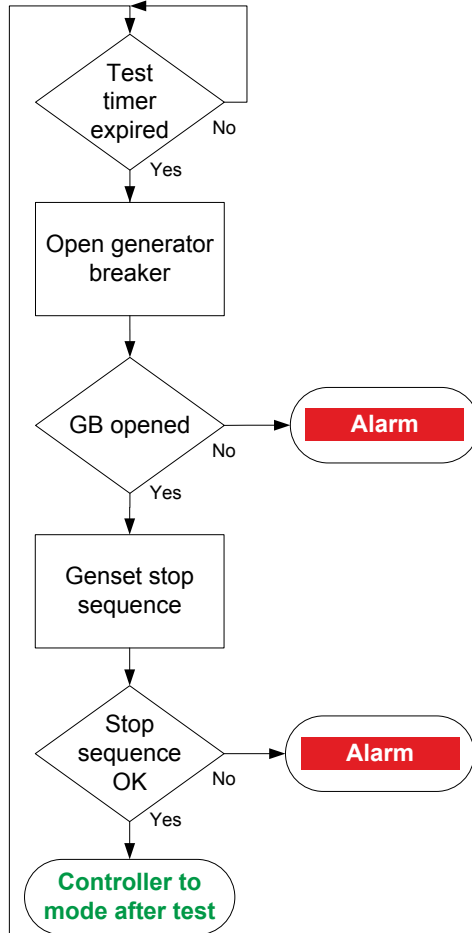 Test
timer
expired
No
Yes
Open generator
breaker
GB opened
No
Alarm
Yes
Genset stop
sequence
Stop
sequence
OK
No
Alarm
Yes
Controller to
mode after test